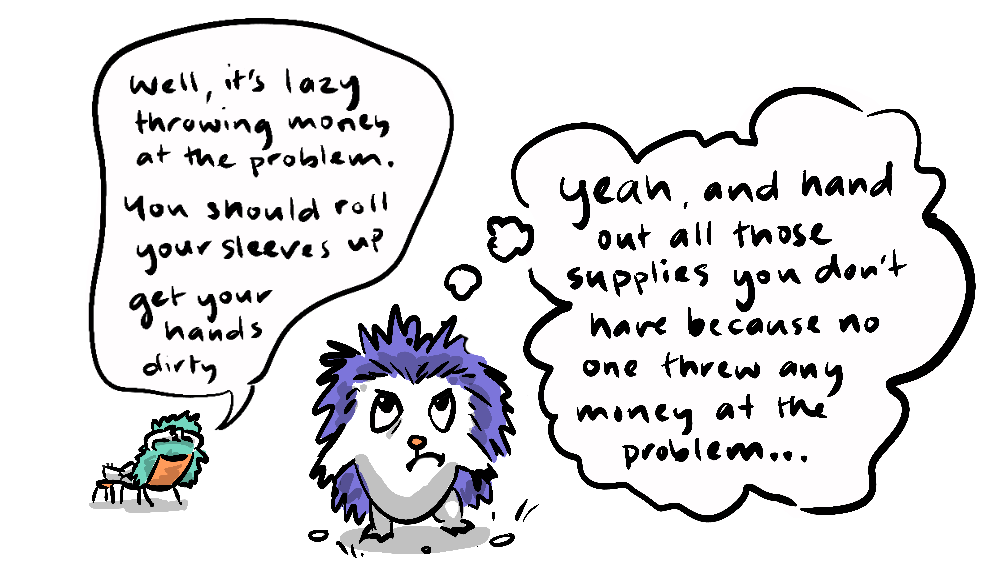 Well, it's lazy
throwing money
at the problem.
You should roll
your sleeves up
get your
hands
dirty
yeah, and hand
out all those
supplies you don't
have because no
one threw any
money at the
problem...